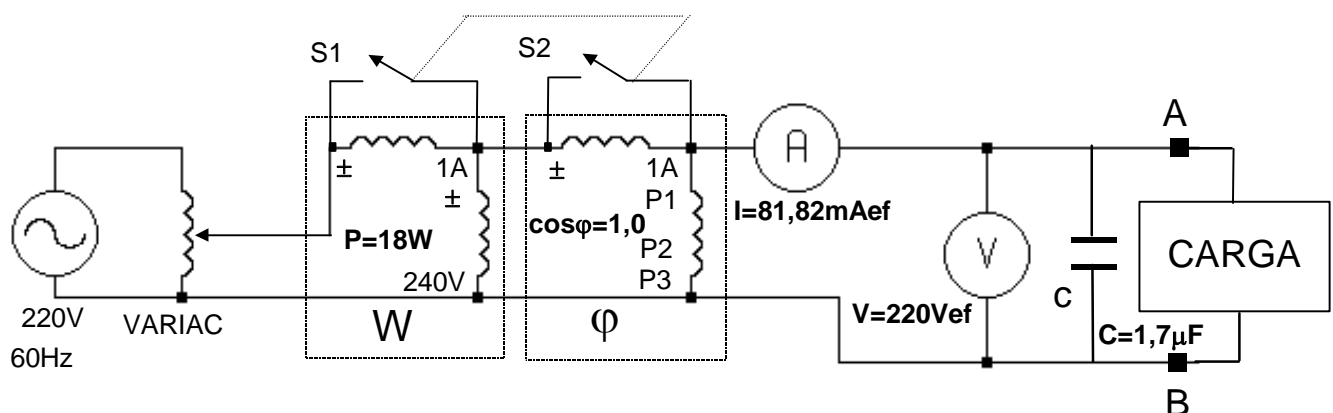 S1
S2
A
±
1A
±
1A
±
P1
I=81,82mAef
P=18W
cosφ=1,0
P2
CARGA
240V
P3
A
V
C
220V
VARIAC
W
φ
V=220Vef
C=1,7μF
60Hz
B